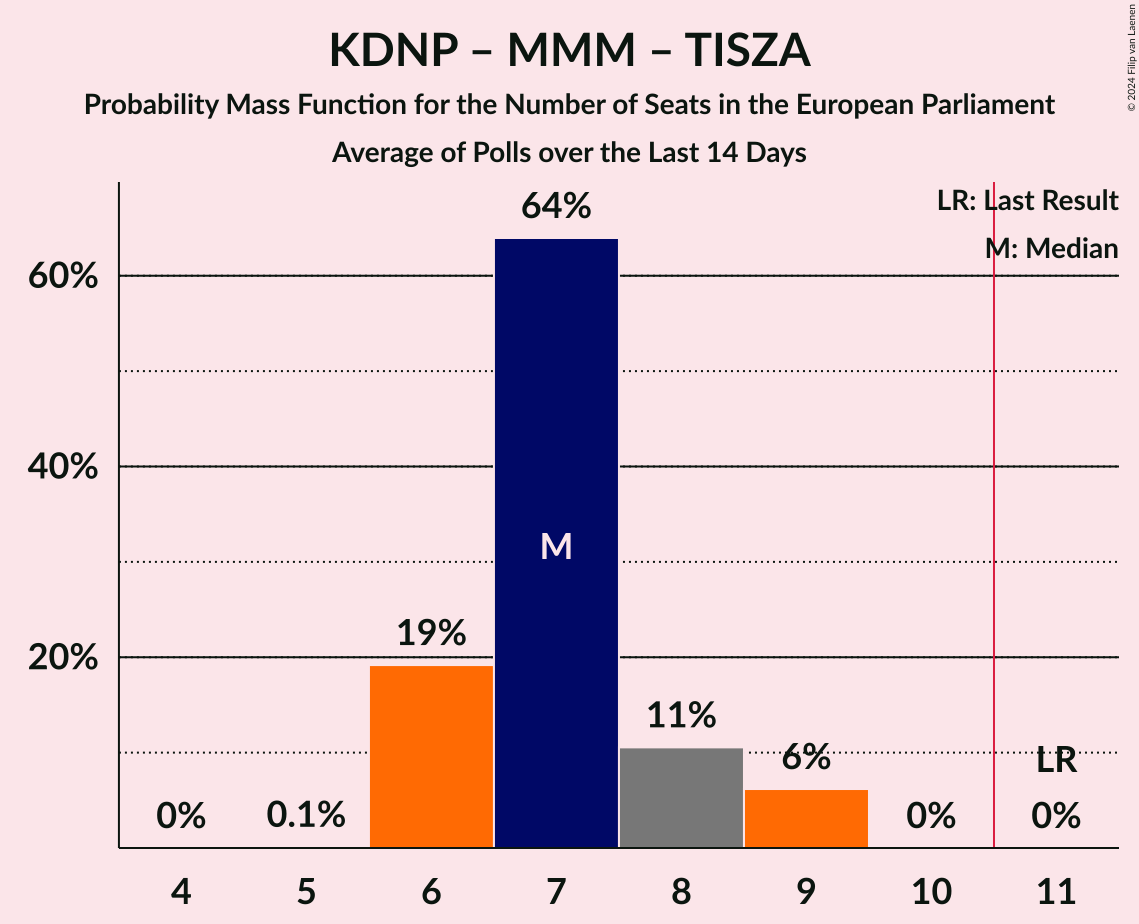 KDNP – MMM – TISZA
Probability Mass Function for the Number of Seats in the European Parliament
Average of Polls over the Last 14 Days
© 2024 Filip van Laenen
LR: Last Result
M: Median
64%
60%
40%
M
19%
20%
11%
6%
LR
0%
0.1%
0%
0%
4
5
6
7
8
9
10
11